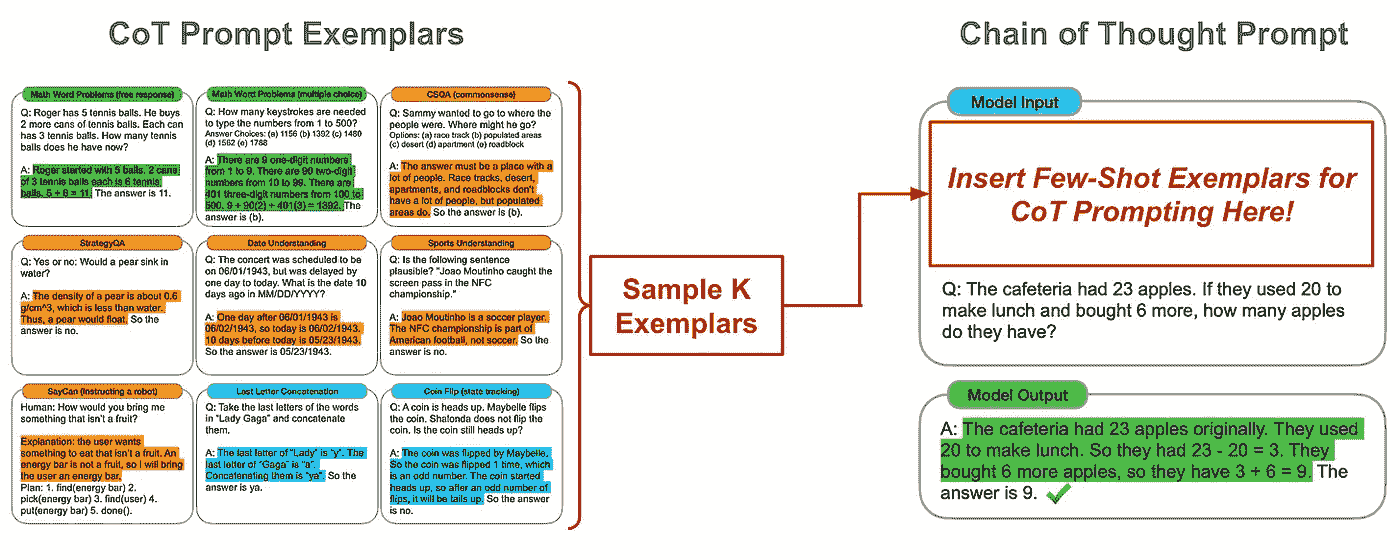 CoT Prompt Exemplars
Math Word Problems (free response)
Q: Roger has 5 tennis balls. He buys
2 more cans of tennis balls. Each can
has 3 tennis balls. How many tennis
balls does he have now?
A: Roger started with 5 balls. 2 cans
of 3 tennis balls each is 6 tennis
balls. 5 + 6 = 11. The answer is 11.
Math Word Problems (multiple choice)
Q: How many keystrokes are needed
to type the numbers from 1 to 500?
Answer Choices: (a) 1156 (b) 1392 (c) 1480
(d) 1562 (e) 1788
A: There are 9 one-digit numbers
from 1 to 9. There are 90 two-digit
numbers from 10 to 99. There are
401 three-digit numbers from 100 to
500. 9 + 90(2) + 401(3) = 1392. The
answer is (b).
CSQA (commonsense)
Q: Sammy wanted to go to where the
people were. Where might he go?
Options: (a) race track (b) populated areas
(c) desert (d) apartment (e) roadblock
A: The answer must be a place with a
lot of people. Race tracks, desert,
apartments, and roadblocks don't
have a lot of people, but populated
areas do. So the answer is (b).
StrategyQA
Q: Yes or no: Would a pear sink in
water?
A: The density of a pear is about 0.6
g/cm^3, which is less than water.
Thus, a pear would float. So the
answer is no.
Date Understanding
Q: The concert was scheduled to be
on 06/01/1943, but was delayed by
one day to today. What is the date 10
days ago in MM/DD/YYYY?
A: One day after 06/01/1943 is
06/02/1943, so today is 06/02/1943.
10 days before today is 05/23/1943.
So the answer is 05/23/1943.
Sports Understanding
Q: Is the following sentence
plausible? "Joao Moutinho caught the
screen pass in the NFC
championship."
A: Joao Moutinho is a soccer player.
The NFC championship is part of
American football, not soccer. So the
answer is no.
SayCan (Instructing a robot)
Human: How would you bring me
something that isn't a fruit?
Explanation: the user wants
something to eat that isn't a fruit. An
energy bar is not a fruit, so I will bring
the user an energy bar.
Plan: 1. find(energy bar) 2.
pick(energy bar) 3. find(user) 4.
put(energy bar) 5. done().
Last Letter Concatenation
Q: Take the last letters of the words
in "Lady Gaga" and concatenate
them.
A: The last letter of "Lady" is "y". The
last letter of "Gaga" is "a".
Concatenating them is "ya". So the
answer is ya.
Coin Flip (state tracking)
Q: A coin is heads up. Maybelle flips
the coin. Shalonda does not flip the
coin. Is the coin still heads up?
A: The coin was flipped by Maybelle.
So the coin was flipped 1 time, which
is an odd number. The coin started
heads up, so after an odd number of
flips, it will be tails up. So the answer
is no.
Sample K
Exemplars
Chain of Thought Prompt
Model Input
Insert Few-Shot Exemplars for
CoT Prompting Here!
Q: The cafeteria had 23 apples. If they used 20 to
make lunch and bought 6 more, how many apples
do they have?
Model Output
A: The cafeteria had 23 apples originally. They used
20 to make lunch. So they had 23 - 20 = 3. They
bought 6 more apples, so they have 3 + 6 = 9. The
answer is 9.